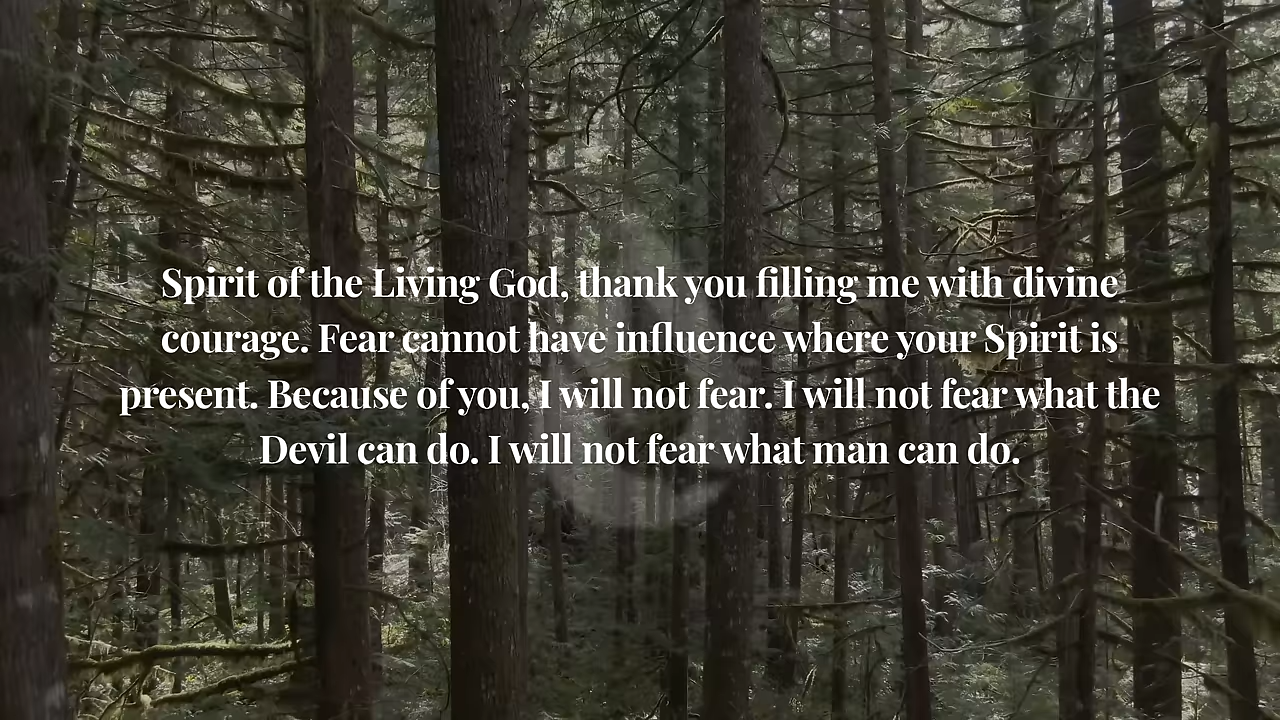 Spirit of the Living God, thank you filling me with divine
courage. Fear cannot have influence where your Spirit is
present. Because of you, I will not fear. I will not fear what the
Devil can do. I will not fear what man can do.